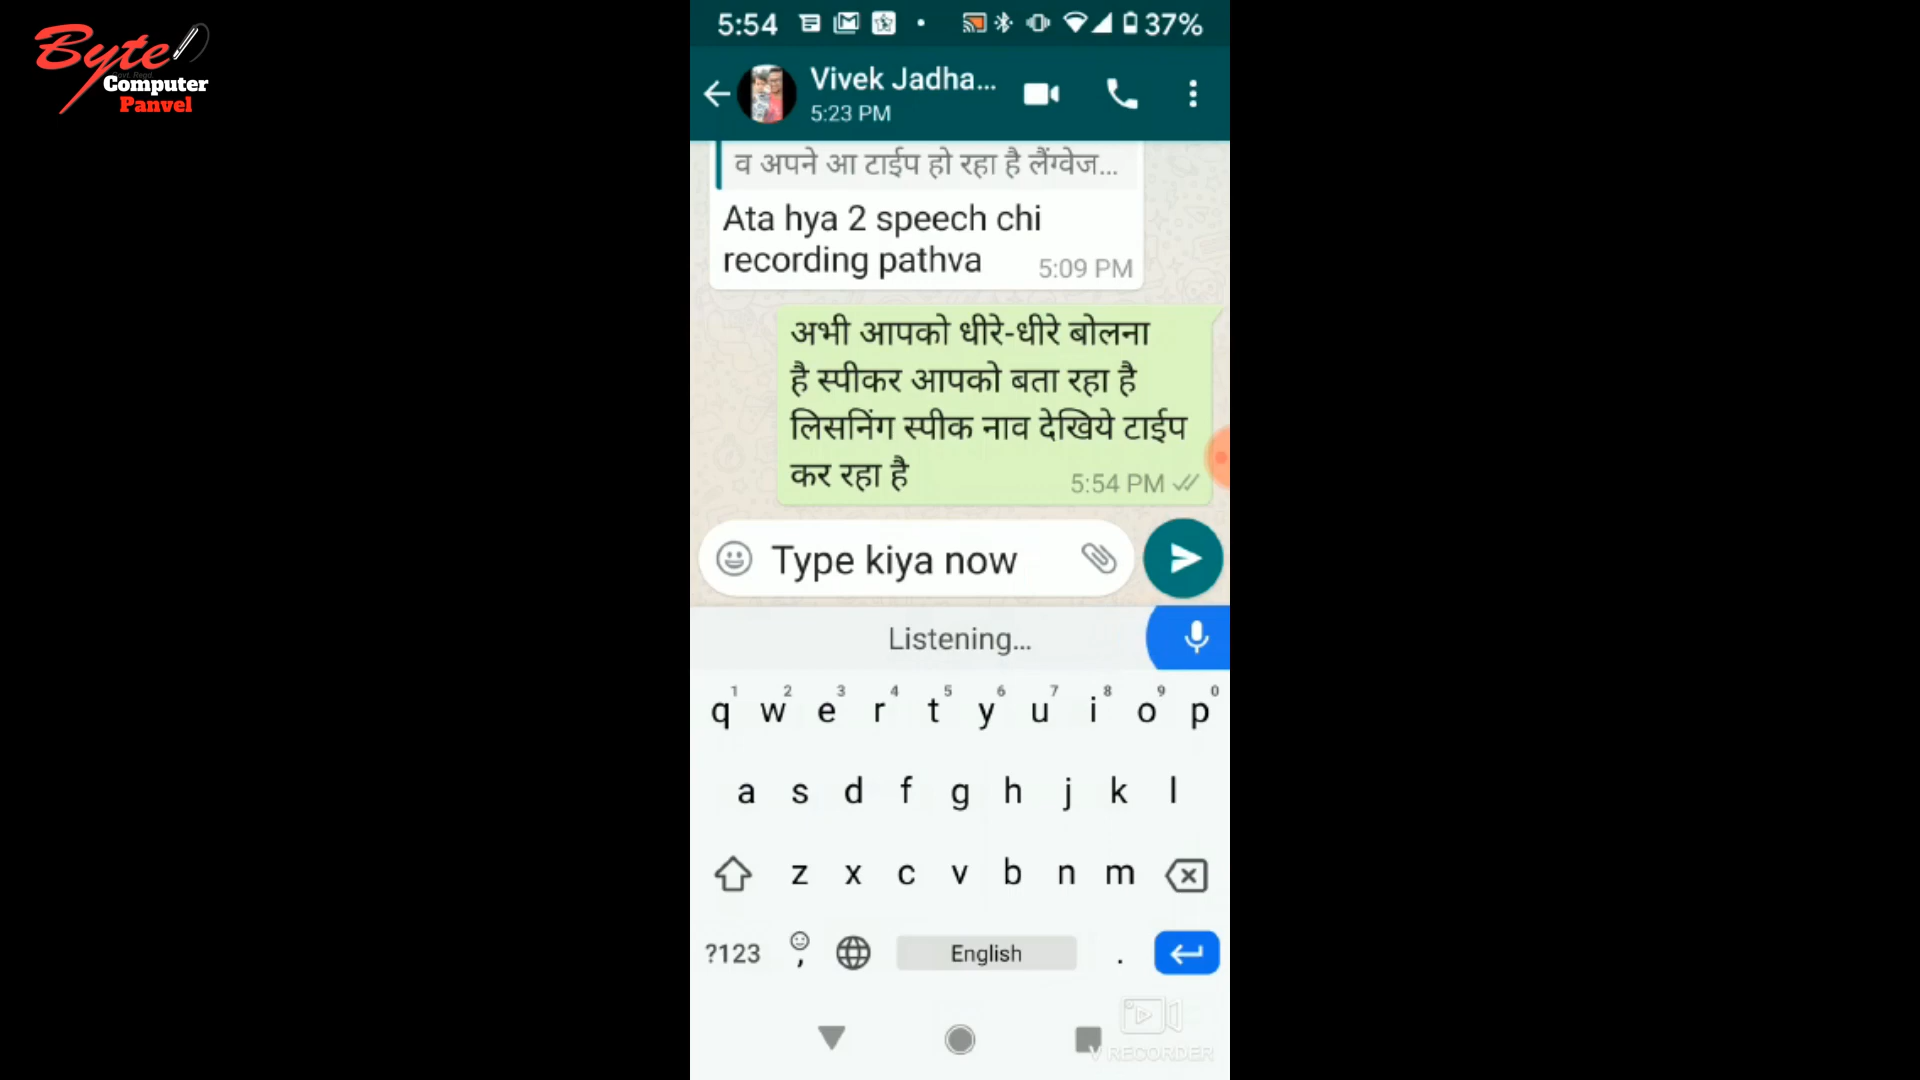 Byte
Computer
Panvel
5:54 37%
Vivek Jadha...
5:23 PM
व अपने आ टाईप हो रहा है लैंग्वेज...
Ata hya 2 speech chi
recording pathva 5:09 PM
अभी आपको धीरे-धीरे बोलना
है स्पीकर आपको बता रहा है
लिसनिंग स्पीक नाव देखिये टाईप
कर रहा है 5:54 PM
Type kiya now
Listening...
1 2 3 4 5 6 7 8 9 0
q w e r t y u i o p
a s d f g h j k l
z x c v b n m
?123 , English .
V RECORDER